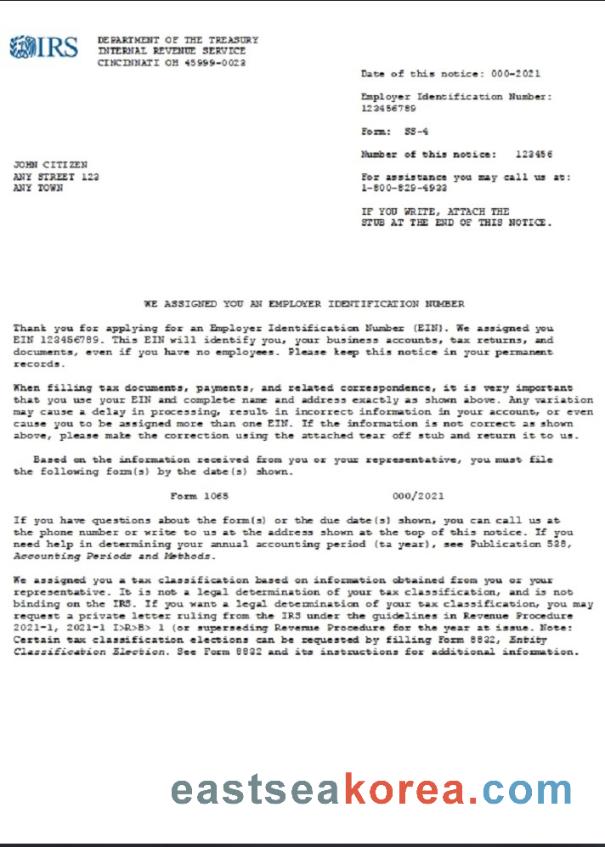 IRS
DEPARTMENT OF THE TREASURY
INTERNAL REVENUE SERVICE
CINCINNATI OH 45999-0023
Date of this notice: 000-2021
Employer Identification Number:
123456789
Form: SS-4
Number of this notice: 123456
For assistance you may call us at:
1-800-829-4933
IF YOU WRITE, ATTACH THE
STUB AT THE END OF THIS NOTICE.
JOHN CITIZEN
ANY STREET 123
ANY TOWN
WE ASSIGNED YOU AN EMPLOYER IDENTIFICATION NUMBER
Thank you for applying for an Employer Identification Number (EIN). We assigned you
EIN 123456789. This EIN will identify you, your business accounts, tax returns, and
documents, even if you have no employees. Please keep this notice in your permanent
records.
When filling tax documents, payments, and related correspondence, it is very important
that you use your EIN and complete name and address exactly as shown above. Any variation
may cause a delay in processing, result in incorrect information in your account, or even
cause you to be assigned more than one EIN. If the information is not correct as shown
above, please make the correction using the attached tear off stub and return it to us.
Based on the information received from you or your representative, you must file
the following form(s) by the date(s) shown.
Form 1065 000/2021
If you have questions about the form(s) or the due date(s) shown, you can call us at
the phone number or write to us at the address shown at the top of this notice. If you
need help in determining your annual accounting period (ta year), see Publication 538,
Accounting Periods and Methods.
We assigned you a tax classification based on information obtained from you or your
representative. It is not a legal determination of your tax classification, and is not
binding on the IRS. If you want a legal determination of your tax classification, you may
request a private letter ruling from the IRS under the guidelines in Revenue Procedure
2021-1, 2021-1 I>R>B> 1 (or superseding Revenue Procedure for the year at issue. Note:
Certain tax classification elections can be requested by filling Form 8832, Entity
Classification Election. See Form 8832 and its instructions for additional information.
eastseakorea.com